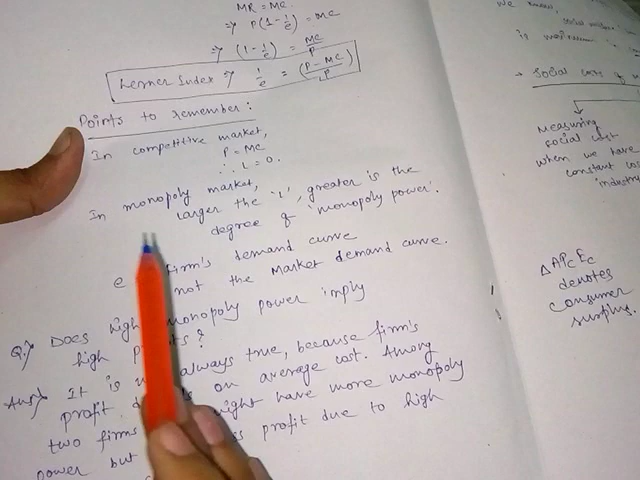 MR = MC.
=> P(1 - 1/e) = MC
=> (1 - 1/e) = MC/P
Lerner Index => 1/e = (P - MC)/P
Points to remember:
In competitive market,
P = MC
∴ L = 0.
In monopoly market,
larger the 'L', greater is the
degree of 'monopoly power'.
e firm's demand curve
not the Market demand curve.
Q.) Does high monopoly power imply
high
Ans) It is always true, because firm's
profit on average cost. Among
two firms might have more monopoly
power but profit due to high
we
social
is
→ Social cost of
Measuring
social cost
when we have
constant cos
industry
ΔAPcEc
denotes
Consumer
surplus.